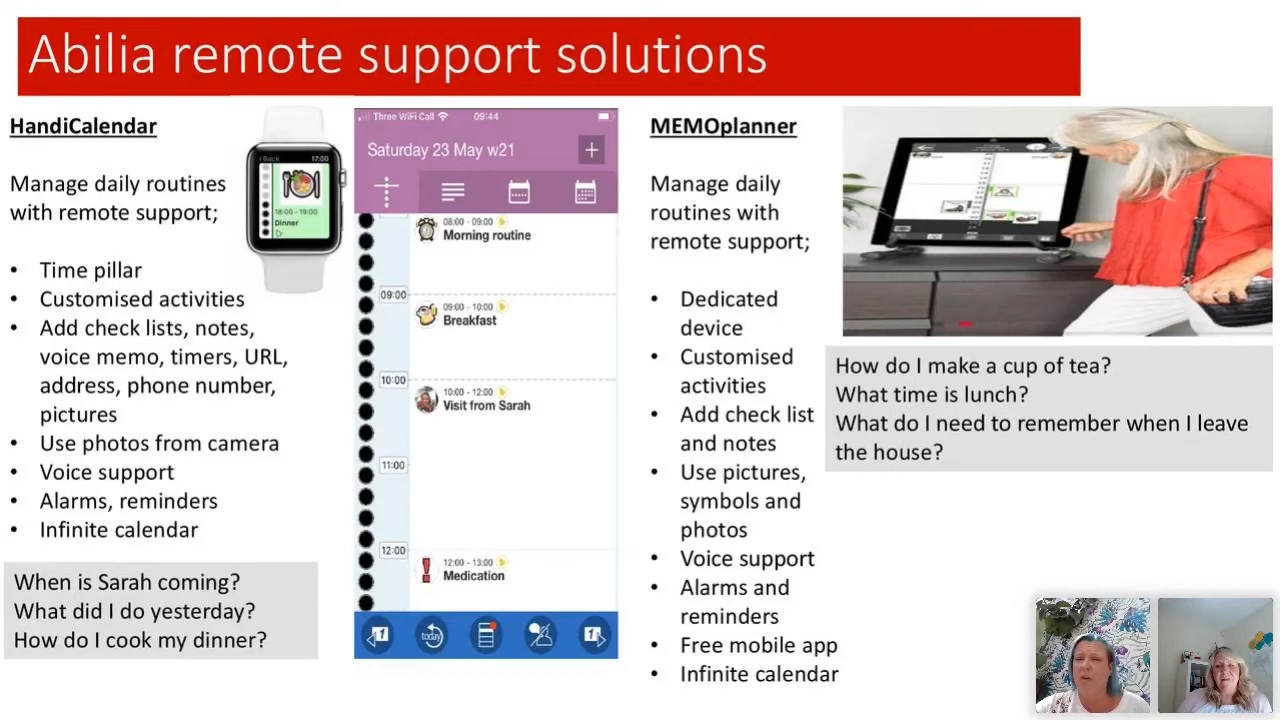 Abilia remote support solutions
HandiCalendar
Manage daily routines
with remote support;
• Time pillar
• Customised activities
• Add check lists, notes,
voice memo, timers, URL,
address, phone number,
pictures
• Use photos from camera
• Voice support
• Alarms, reminders
• Infinite calendar
When is Sarah coming?
What did I do yesterday?
How do I cook my dinner?
Back 17:00
18:00 - 19:00
Dinner
Three WiFi Call 09:44
Saturday 23 May w21
08:00 - 09:00
Morning routine
09:00
09:00 - 10:00
Breakfast
10:00
10:00 - 12:00
Visit from Sarah
11:00
12:00
12:00 - 13:00
Medication
1 today 1
MEMOplanner
Manage daily
routines with
remote support;
• Dedicated
device
• Customised
activities
• Add check list
and notes
• Use pictures,
symbols and
photos
• Voice support
• Alarms and
reminders
• Free mobile app
• Infinite calendar
How do I make a cup of tea?
What time is lunch?
What do I need to remember when I leave
the house?